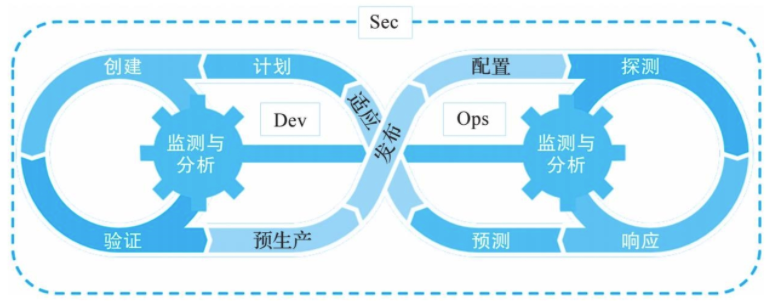 Sec
创建
计划
适应
配置
探测
Dev
Ops
发布
监测与
分析
监测与
分析
验证
预生产
预测
响应